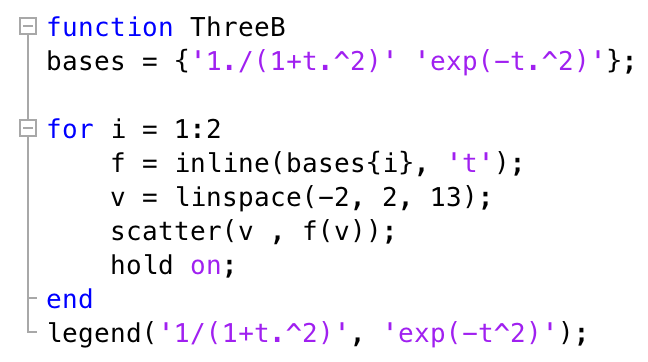 function ThreeB
bases = {'1./(1+t.^2)' 'exp(-t.^2)'};
for i = 1:2
f = inline(bases{i}, 't');
v = linspace(-2, 2, 13);
scatter(v , f(v));
hold on;
end
legend('1/(1+t.^2)', 'exp(-t^2)');